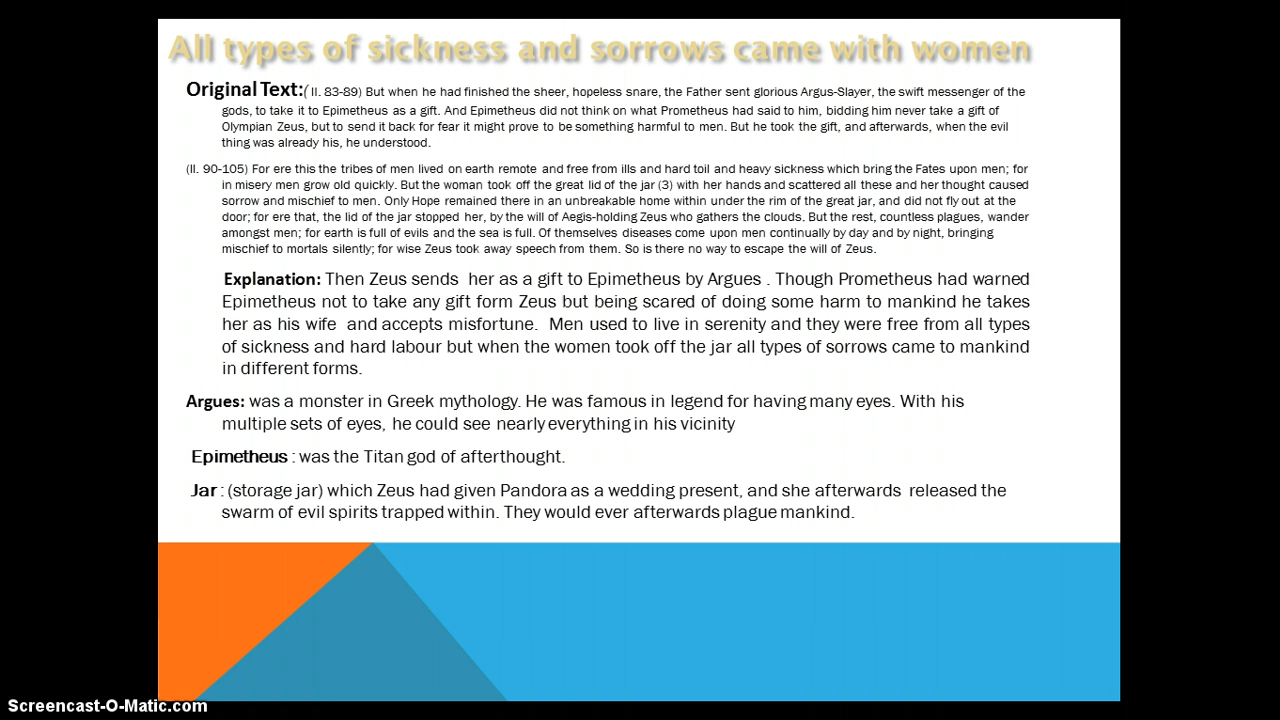 All types of sickness and sorrows came with women
Original Text:( II. 83-89) But when he had finished the sheer, hopeless snare, the Father sent glorious Argus-Slayer, the swift messenger of the
gods, to take it to Epimetheus as a gift. And Epimetheus did not think on what Prometheus had said to him, bidding him never take a gift of
Olympian Zeus, but to send it back for fear it might prove to be something harmful to men. But he took the gift, and afterwards, when the evil
thing was already his, he understood.
(II. 90-105) For ere this the tribes of men lived on earth remote and free from ills and hard toil and heavy sickness which bring the Fates upon men; for
in misery men grow old quickly. But the woman took off the great lid of the jar (3) with her hands and scattered all these and her thought caused
sorrow and mischief to men. Only Hope remained there in an unbreakable home within under the rim of the great jar, and did not fly out at the
door; for ere that, the lid of the jar stopped her, by the will of Aegis-holding Zeus who gathers the clouds. But the rest, countless plagues, wander
amongst men; for earth is full of evils and the sea is full. Of themselves diseases come upon men continually by day and by night, bringing
mischief to mortals silently; for wise Zeus took away speech from them. So is there no way to escape the will of Zeus.
Explanation: Then Zeus sends her as a gift to Epimetheus by Argues . Though Prometheus had warned
Epimetheus not to take any gift form Zeus but being scared of doing some harm to mankind he takes
her as his wife and accepts misfortune. Men used to live in serenity and they were free from all types
of sickness and hard labour but when the women took off the jar all types of sorrows came to mankind
in different forms.
Argues: was a monster in Greek mythology. He was famous in legend for having many eyes. With his
multiple sets of eyes, he could see nearly everything in his vicinity
Epimetheus : was the Titan god of afterthought.
Jar : (storage jar) which Zeus had given Pandora as a wedding present, and she afterwards released the
swarm of evil spirits trapped within. They would ever afterwards plague mankind.
Screencast-O-Matic.com